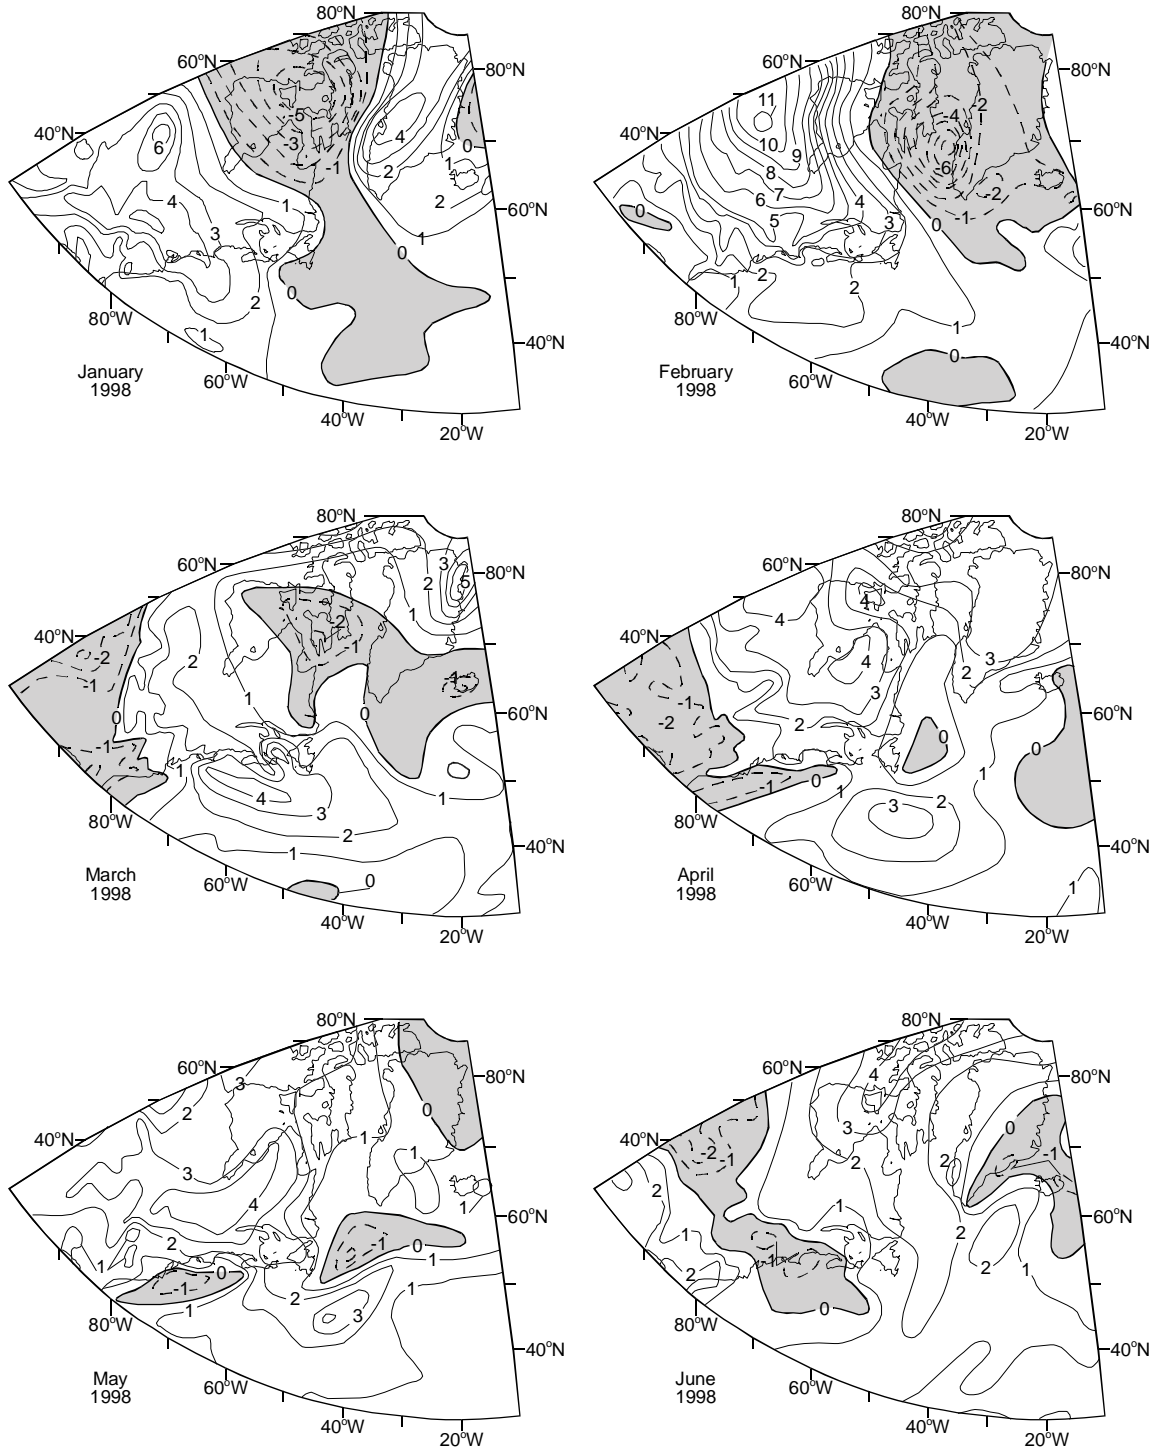 80°N 80°N
60°N 60°N
80°N 11 80°N
-5 -4 -2
40°N 4 40°N
6 -3 10 0
9
-1 2 1 8 -6
4 2 7 -2
1 60°N 0 6 4 -1 60°N
3 1 5 3 0
0 2
0 1
2 2
80°W 1 80°W 1
40°N 0 40°N
January 60°W February 60°W
1998 1998
40°W 40°W
20°W 20°W
80°N 80°N
60°N 3 60°N
2 5 80°N 80°N
1 4
40°N -2 40°N 4
-2 2 -1 4 3
-1 1 -1 3 2
0 0 60°N -2 2 60°N
-1 0 0
1 1 0 1
4 1 -1 1
3 3 2
80°W 2 80°W
1 40°N 40°N
March 60°W 0 April 60°W 1
1998 1998
40°W 40°W
20°W 20°W
80°N 80°N
60°N 3 60°N 4
2 80°N 80°N
0 0
40°N 1 40°N 3
3 1 -2 -1 2 2 -1
4 1 2 1
2 60°N 1 60°N
-1 0 2
1 0 1 -1 2
-1 2 1 2 1
1 3 0
80°W 80°W
40°N 40°N
May 60°W June 60°W
1998 1998
40°W 40°W
20°W 20°W